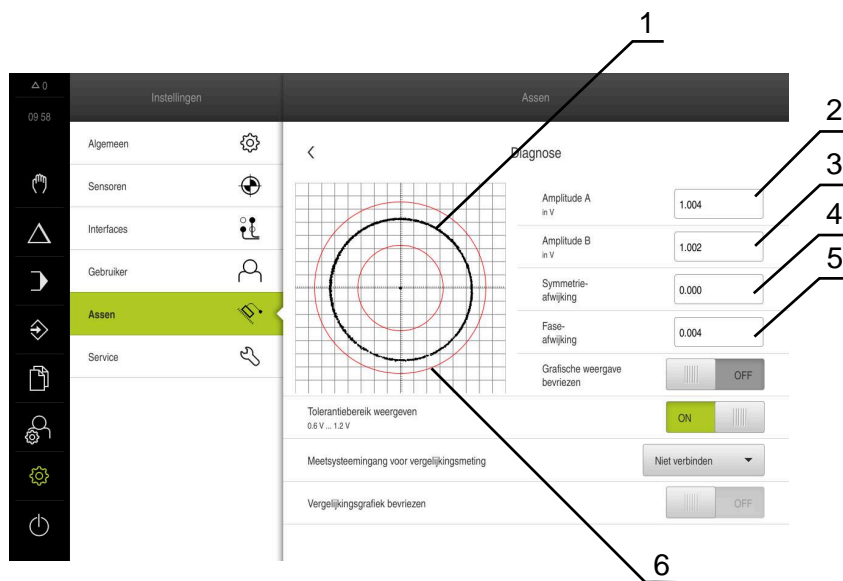 1
0
Instellingen
Assen
09 58
Algemeen
Sensoren
Interfaces
Gebruiker
Assen
Service
Diagnose
2
Amplitude A
in V
1.004
3
Amplitude B
in V
1.002
4
Symmetrie-
afwijking
0.000
5
Fase-
afwijking
0.004
Grafische weergave
bevriezen
OFF
Tolerantiebereik weergeven
0.6 V ... 1.2 V
ON
Meetsysteemingang voor vergelijkingsmeting
Niet verbinden
Vergelijkingsgrafiek bevriezen
OFF
6